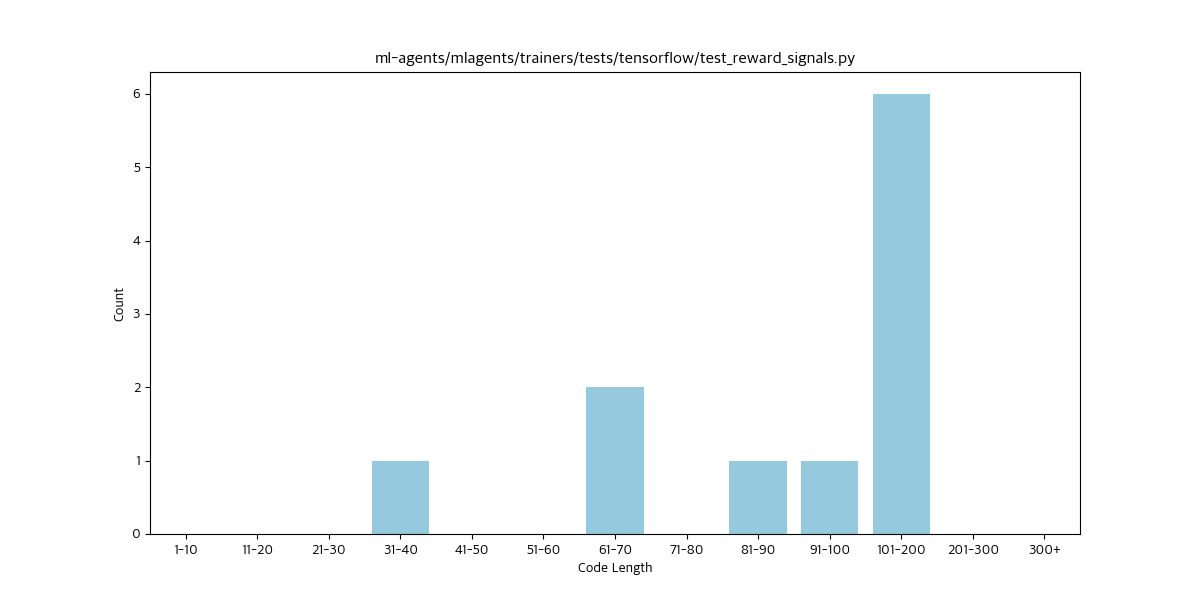 ml-agents/mlagents/trainers/tests/tensorflow/test_reward_signals.py
6
5
4
3
2
1
0
Count
1-10 11-20 21-30 31-40 41-50 51-60 61-70 71-80 81-90 91-100 101-200 201-300 300+
Code Length